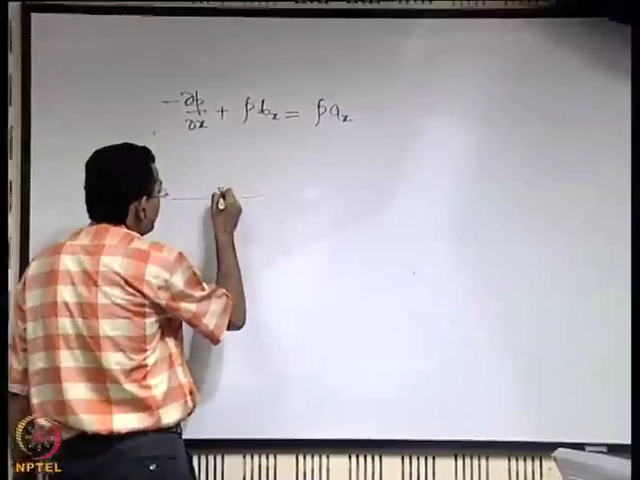 -∂p/∂x + ρb_x = ρa_x
NPTEL